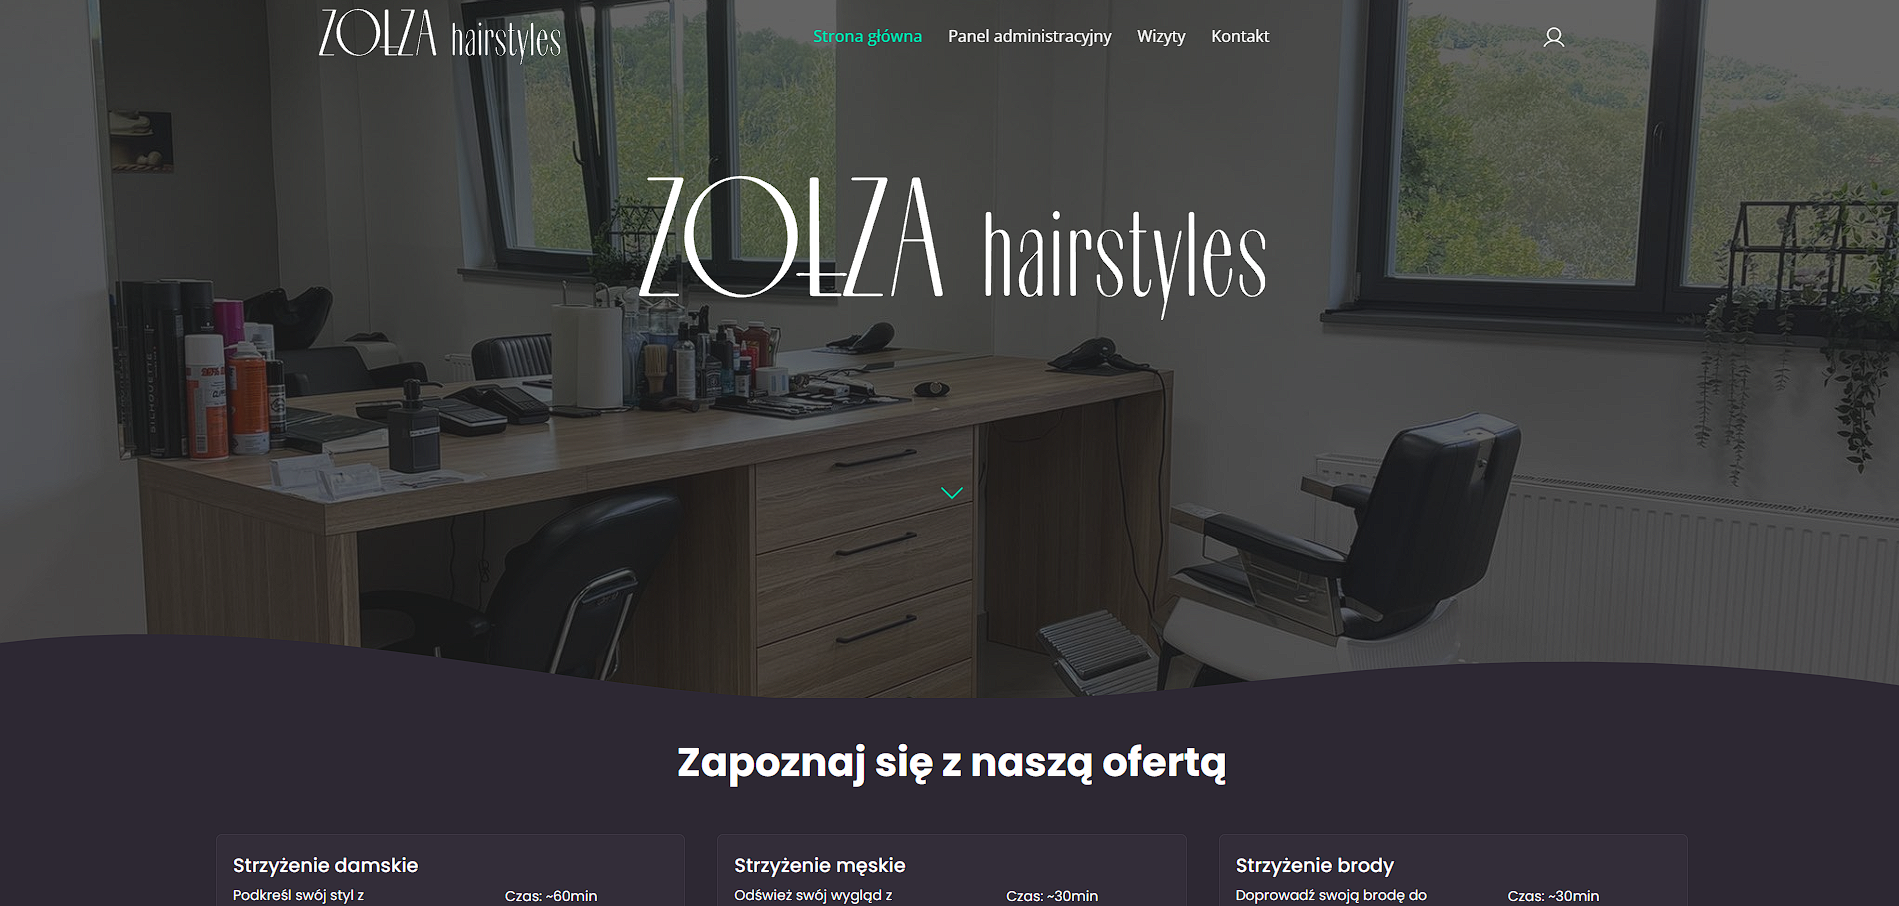 ZOŁZA hairstyles
Strona główna Panel administracyjny Wizyty Kontakt
ZOŁZA hairstyles
SILHOUETTE
Zapoznaj się z naszą ofertą
Strzyżenie damskie
Podkreśl swój styl z
Czas: ~60min
Strzyżenie męskie
Odśwież swój wygląd z
Czas: ~30min
Strzyżenie brody
Doprowadź swoją brodę do
Czas: ~30min